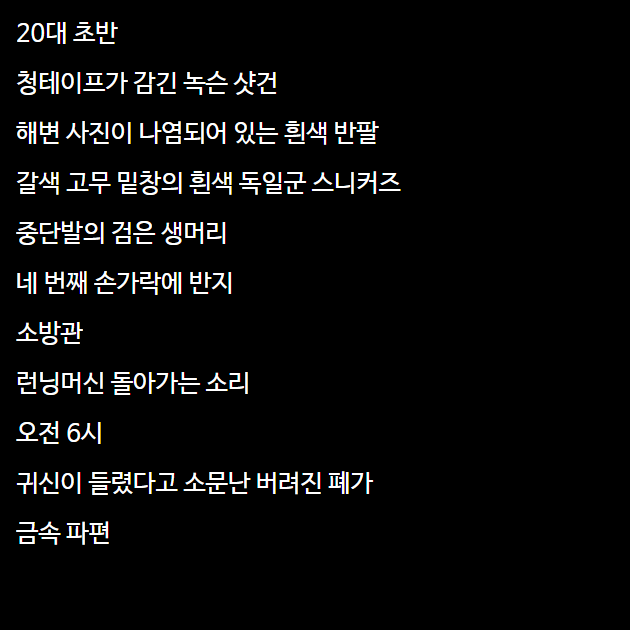 20대 초반
청테이프가 감긴 녹슨 샷건
해변 사진이 나염되어 있는 흰색 반팔
갈색 고무 밑창의 흰색 독일군 스니커즈
중단발의 검은 생머리
네 번째 손가락에 반지
소방관
런닝머신 돌아가는 소리
오전 6시
귀신이 들렸다고 소문난 버려진 폐가
금속 파편